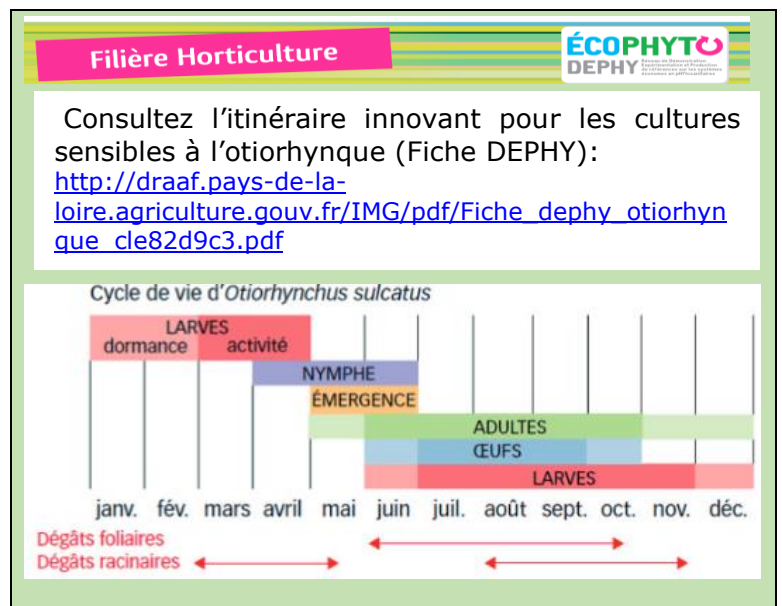 Filière Horticulture
ÉCOPHYTO
DEPHY
Consultez l'itinéraire innovant pour les cultures
sensibles à l'otiorhynque (Fiche DEPHY):
http://draaf.pays-de-la-
loire.agriculture.gouv.fr/IMG/pdf/Fiche_dephy_otiorhyn
que_cle82d9c3.pdf
Cycle de vie d'Otiorhynchus sulcatus
LARVES
dormance activité
NYMPHE
ÉMERGENCE
ADULTES
ŒUFS
LARVES
janv. fév. mars avril mai juin juil. août sept. oct. nov. déc.
Dégâts foliaires
Dégâts racinaires